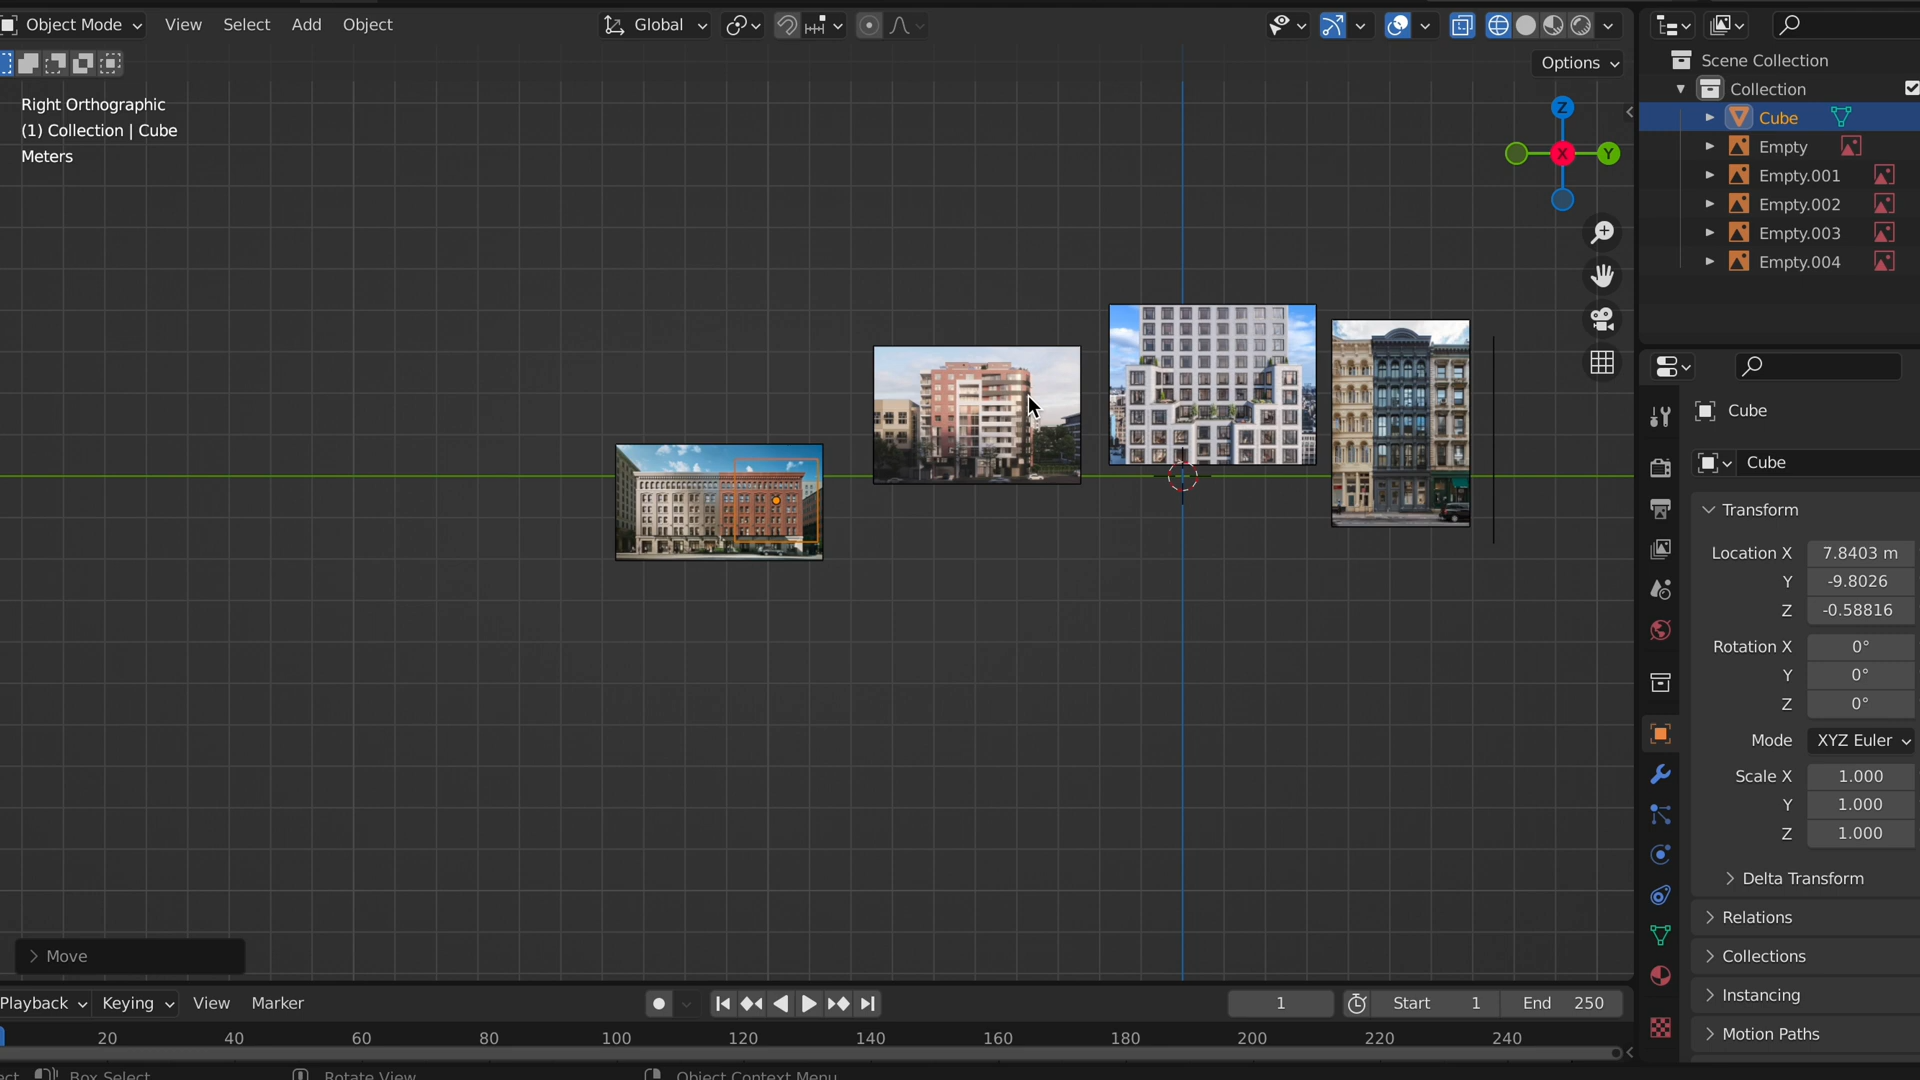 Object Mode View Select Add Object Global
Options
Right Orthographic
(1) Collection | Cube
Meters
Z
X Y
Move
Scene Collection
Collection
Cube
Empty
Empty.001
Empty.002
Empty.003
Empty.004
Cube
Cube
Transform
Location X 7.8403 m
Y -9.8026
Z -0.58816
Rotation X 0°
Y 0°
Z 0°
Mode XYZ Euler
Scale X 1.000
Y 1.000
Z 1.000
Delta Transform
Relations
Collections
Instancing
Motion Paths
Playback Keying View Marker 1 Start 1 End 250
20 40 60 80 100 120 140 160 180 200 220 240
Box Select Rotate View Object Context Menu